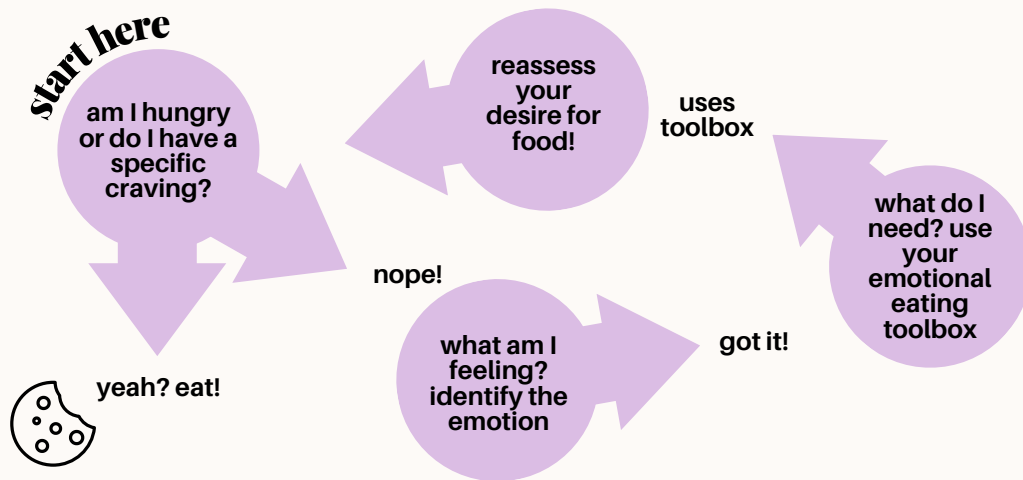 start here
am I hungry
or do I have a
specific
craving?
yeah? eat!
nope!
what am I
feeling?
identify the
emotion
got it!
what do I
need? use
your
emotional
eating
toolbox
uses
toolbox
reassess
your
desire for
food!